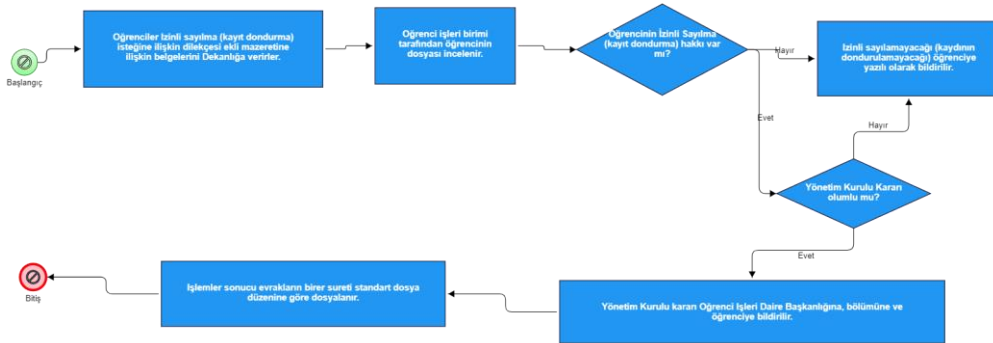 Başlangıç
Öğrenciler İzinli sayılma (kayıt dondurma)
isteğine ilişkin dilekçesi ekli mazeretine
ilişkin belgelerini Dekanlığa verirler.
Öğrenci işleri birimi
tarafından öğrencinin
dosyası incelenir.
Öğrencinin İzinli Sayılma
(kayıt dondurma) hakkı var
mı?
Hayır
İzinli sayılamayacağı (kaydının
dondurulamayacağı) öğrenciye
yazılı olarak bildirilir.
Evet
Hayır
Yönetim Kurulu Kararı
olumlu mu?
Evet
Yönetim Kurulu kararı Öğrenci İşleri Daire Başkanlığına, bölümüne ve
öğrenciye bildirilir.
İşlemler sonucu evrakların birer sureti standart dosya
düzenine göre dosyalanır.
Bitiş